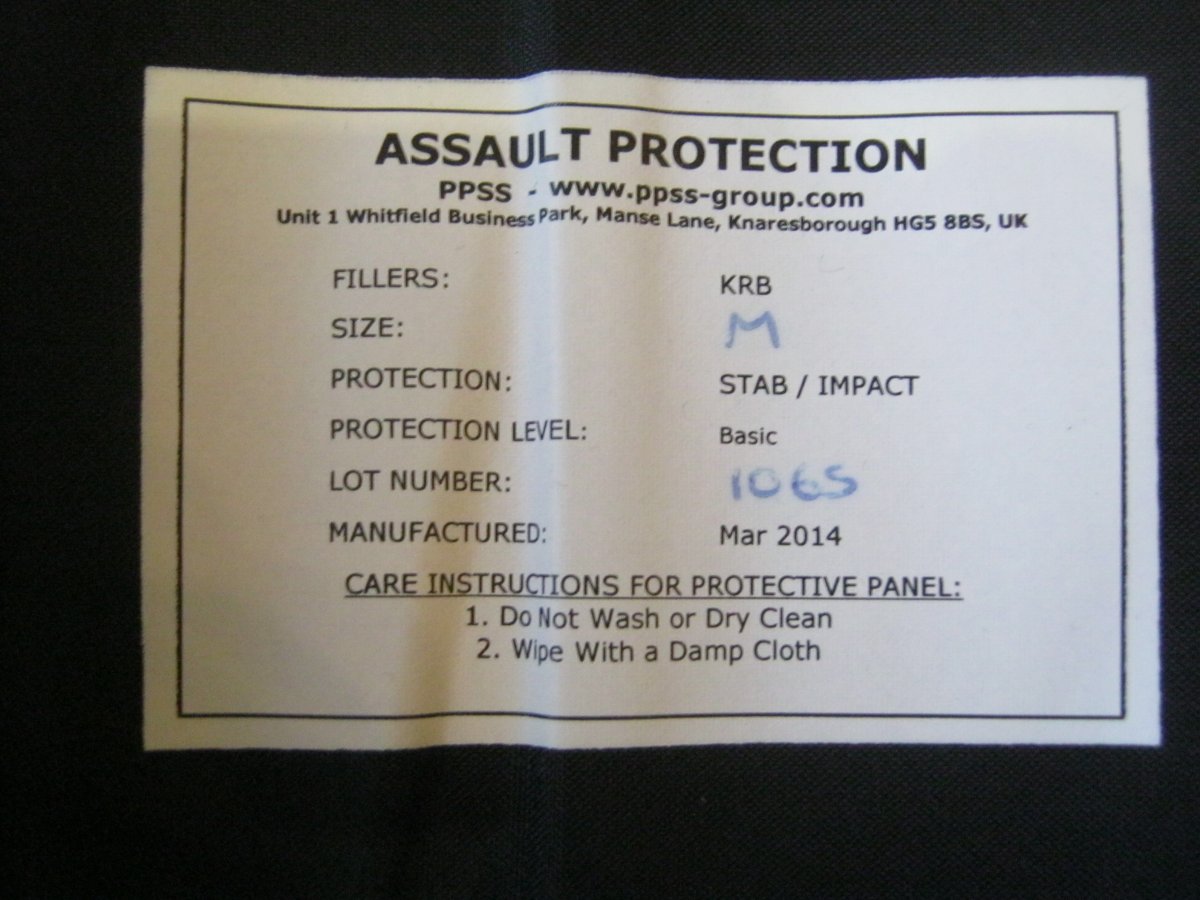 ASSAULT PROTECTION
PPSS - www.ppss-group.com
Unit 1 Whitfield Business Park, Manse Lane, Knaresborough HG5 8BS, UK
FILLERS: KRB
SIZE: M
PROTECTION: STAB / IMPACT
PROTECTION LEVEL: Basic
LOT NUMBER: 1065
MANUFACTURED: Mar 2014
CARE INSTRUCTIONS FOR PROTECTIVE PANEL:
1. Do Not Wash or Dry Clean
2. Wipe With a Damp Cloth